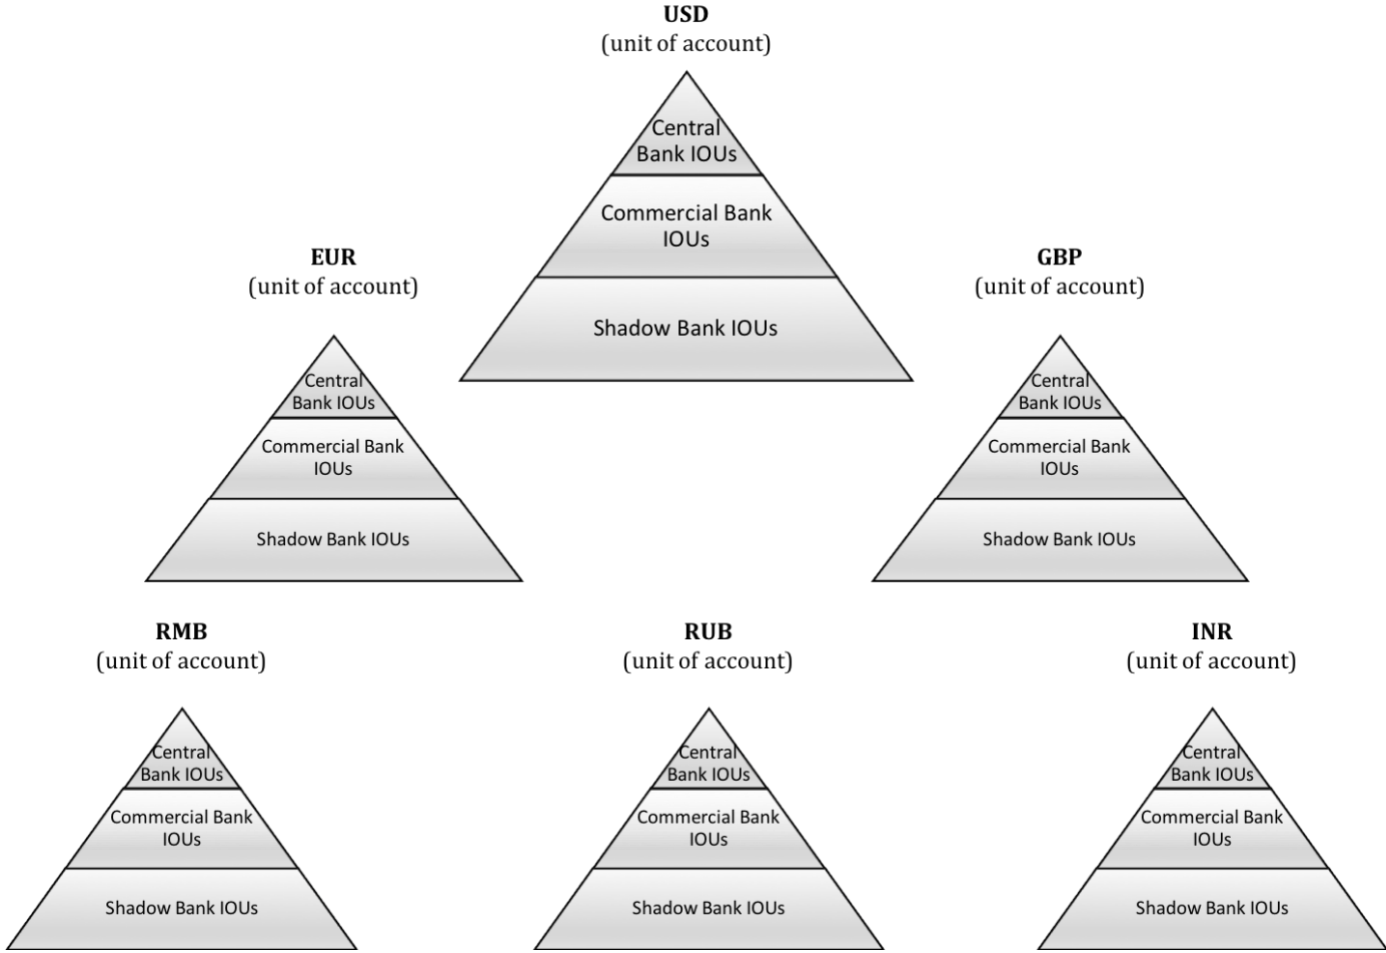 USD
(unit of account)
Central
Bank IOUs
Commercial Bank
IOUs
Shadow Bank IOUs
EUR
(unit of account)
Central
Bank IOUs
Commercial Bank
IOUs
Shadow Bank IOUs
GBP
(unit of account)
Central
Bank IOUs
Commercial Bank
IOUs
Shadow Bank IOUs
RMB
(unit of account)
Central
Bank IOUs
Commercial Bank
IOUs
Shadow Bank IOUs
RUB
(unit of account)
Central
Bank IOUs
Commercial Bank
IOUs
Shadow Bank IOUs
INR
(unit of account)
Central
Bank IOUs
Commercial Bank
IOUs
Shadow Bank IOUs